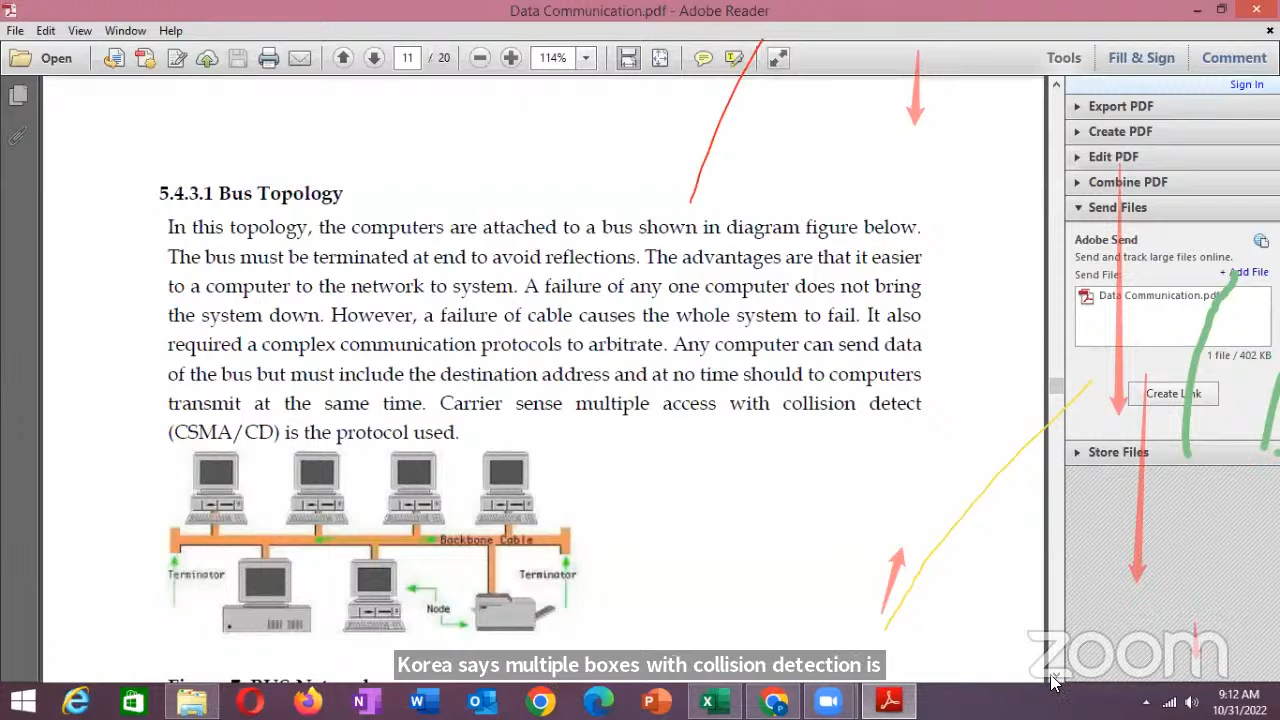 Data Communication.pdf - Adobe Reader
File Edit View Window Help
Open 11 / 20 114% Tools Fill & Sign Comment
Sign In
Export PDF
Create PDF
Edit PDF
Combine PDF
Send Files
Adobe Send
Send and track large files online.
Send File:
+ Add File
Data Communication.pdf
1 file / 402 KB
Create Link
Store Files
5.4.3.1 Bus Topology
In this topology, the computers are attached to a bus shown in diagram figure below.
The bus must be terminated at end to avoid reflections. The advantages are that it easier
to a computer to the network to system. A failure of any one computer does not bring
the system down. However, a failure of cable causes the whole system to fail. It also
required a complex communication protocols to arbitrate. Any computer can send data
of the bus but must include the destination address and at no time should to computers
transmit at the same time. Carrier sense multiple access with collision detect
(CSMA/CD) is the protocol used.
Backbone Cable
Terminator
Terminator
Node
Korea says multiple boxes with collision detection is
zoom
9:12 AM
10/31/2022